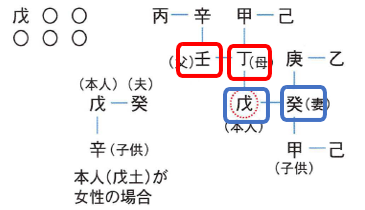 戊 〇 〇
〇 〇 〇
丙 辛 甲 己
(父) 壬 丁 (母) 庚 乙
(本人) (夫)
戊 癸
戊 癸 (妻)
(本人)
辛 (子供)
甲 己
(子供)
本人(戊土)が
女性の場合